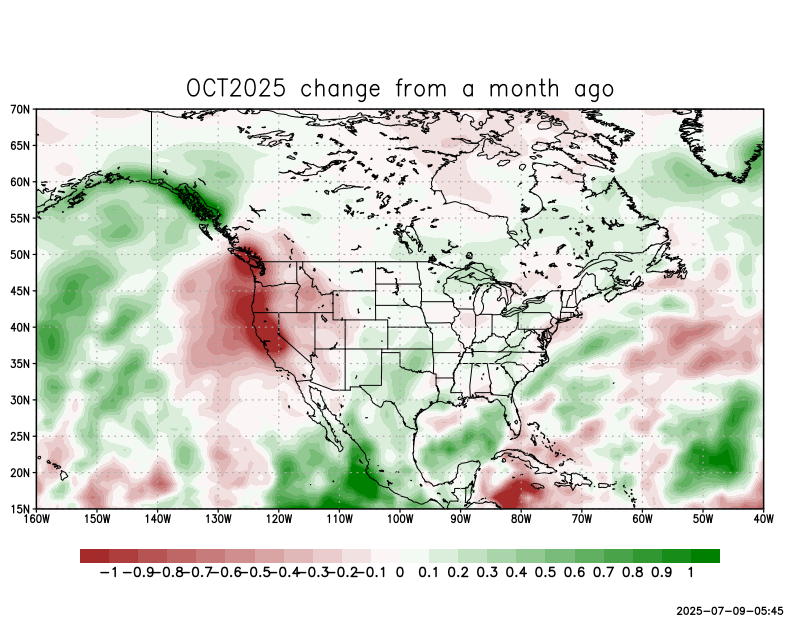 OCT2025 change from a month ago
70N
65N
60N
55N
50N
45N
40N
35N
30N
25N
20N
15N
160W 150W 140W 130W 120W 110W 100W 90W 80W 70W 60W 50W 40W
-1 -0.9 -0.8 -0.7 -0.6 -0.5 -0.4 -0.3 -0.2 -0.1 0 0.1 0.2 0.3 0.4 0.5 0.6 0.7 0.8 0.9 1
2025-07-09-05:45